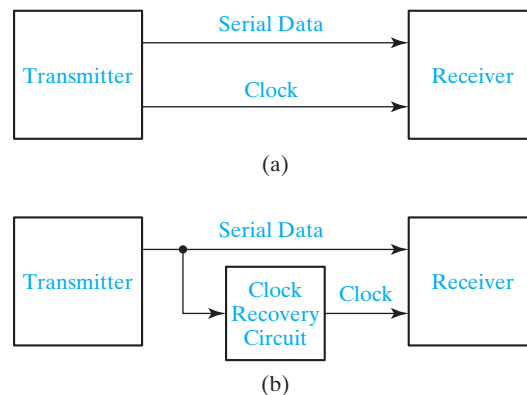 Serial Data
Transmitter
Receiver
Clock
(a)
Serial Data
Transmitter
Clock
Recovery
Circuit
Clock
Receiver
(b)